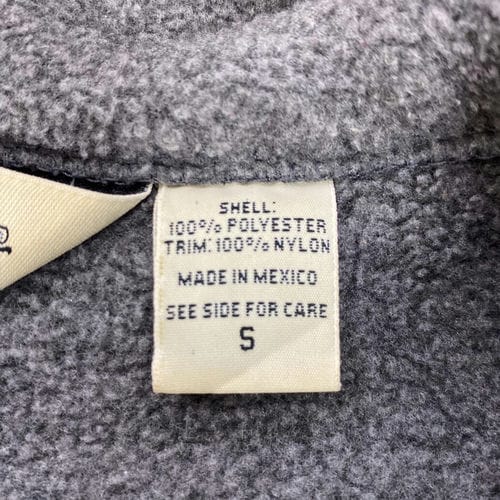 SHELL:
100% POLYESTER
TRIM: 100% NYLON
MADE IN MEXICO
SEE SIDE FOR CARE
S